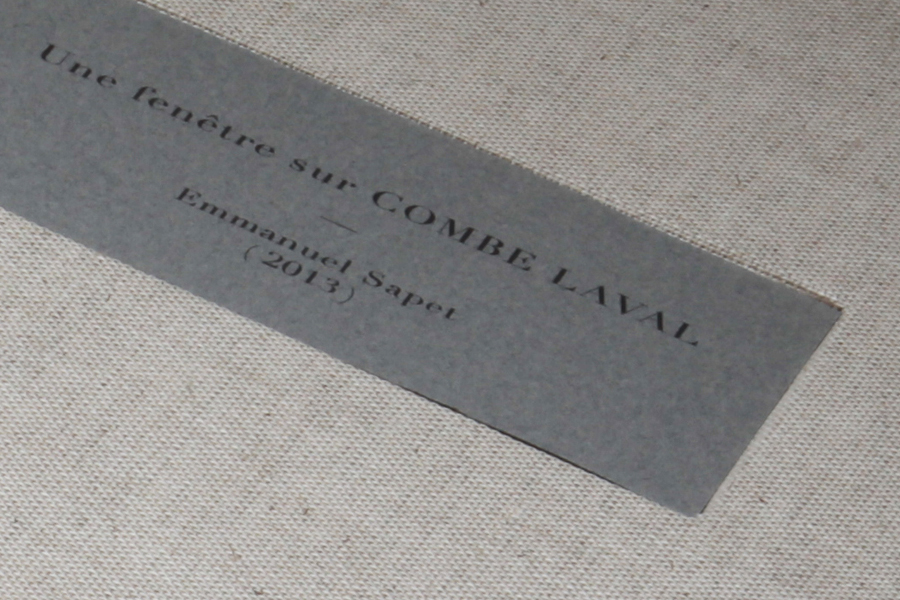 Une fenêtre sur COMBE LAVAL
Emmanuel Sapet
(2013)